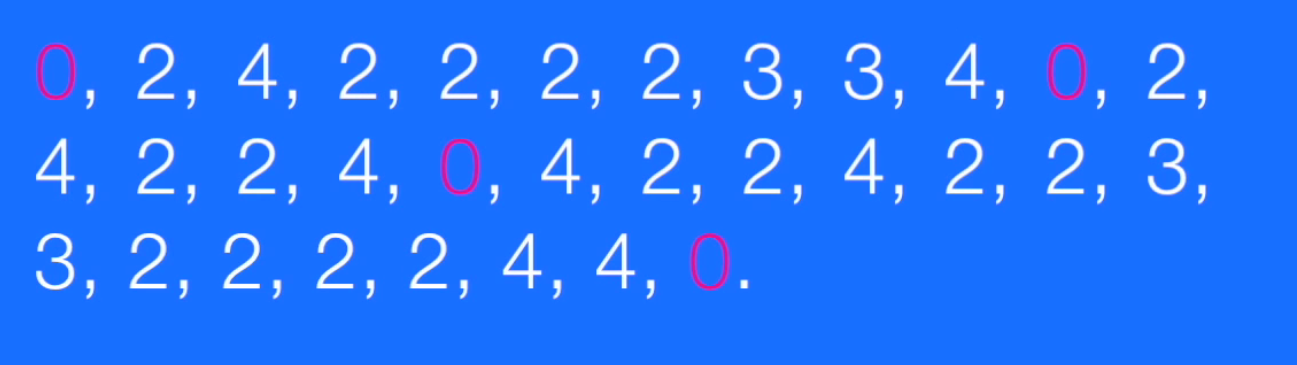 0, 2, 4, 2, 2, 2, 2, 3, 3, 4, 0, 2,
4, 2, 2, 4, 0, 4, 2, 2, 4, 2, 2, 3,
3, 2, 2, 2, 2, 4, 4, 0.